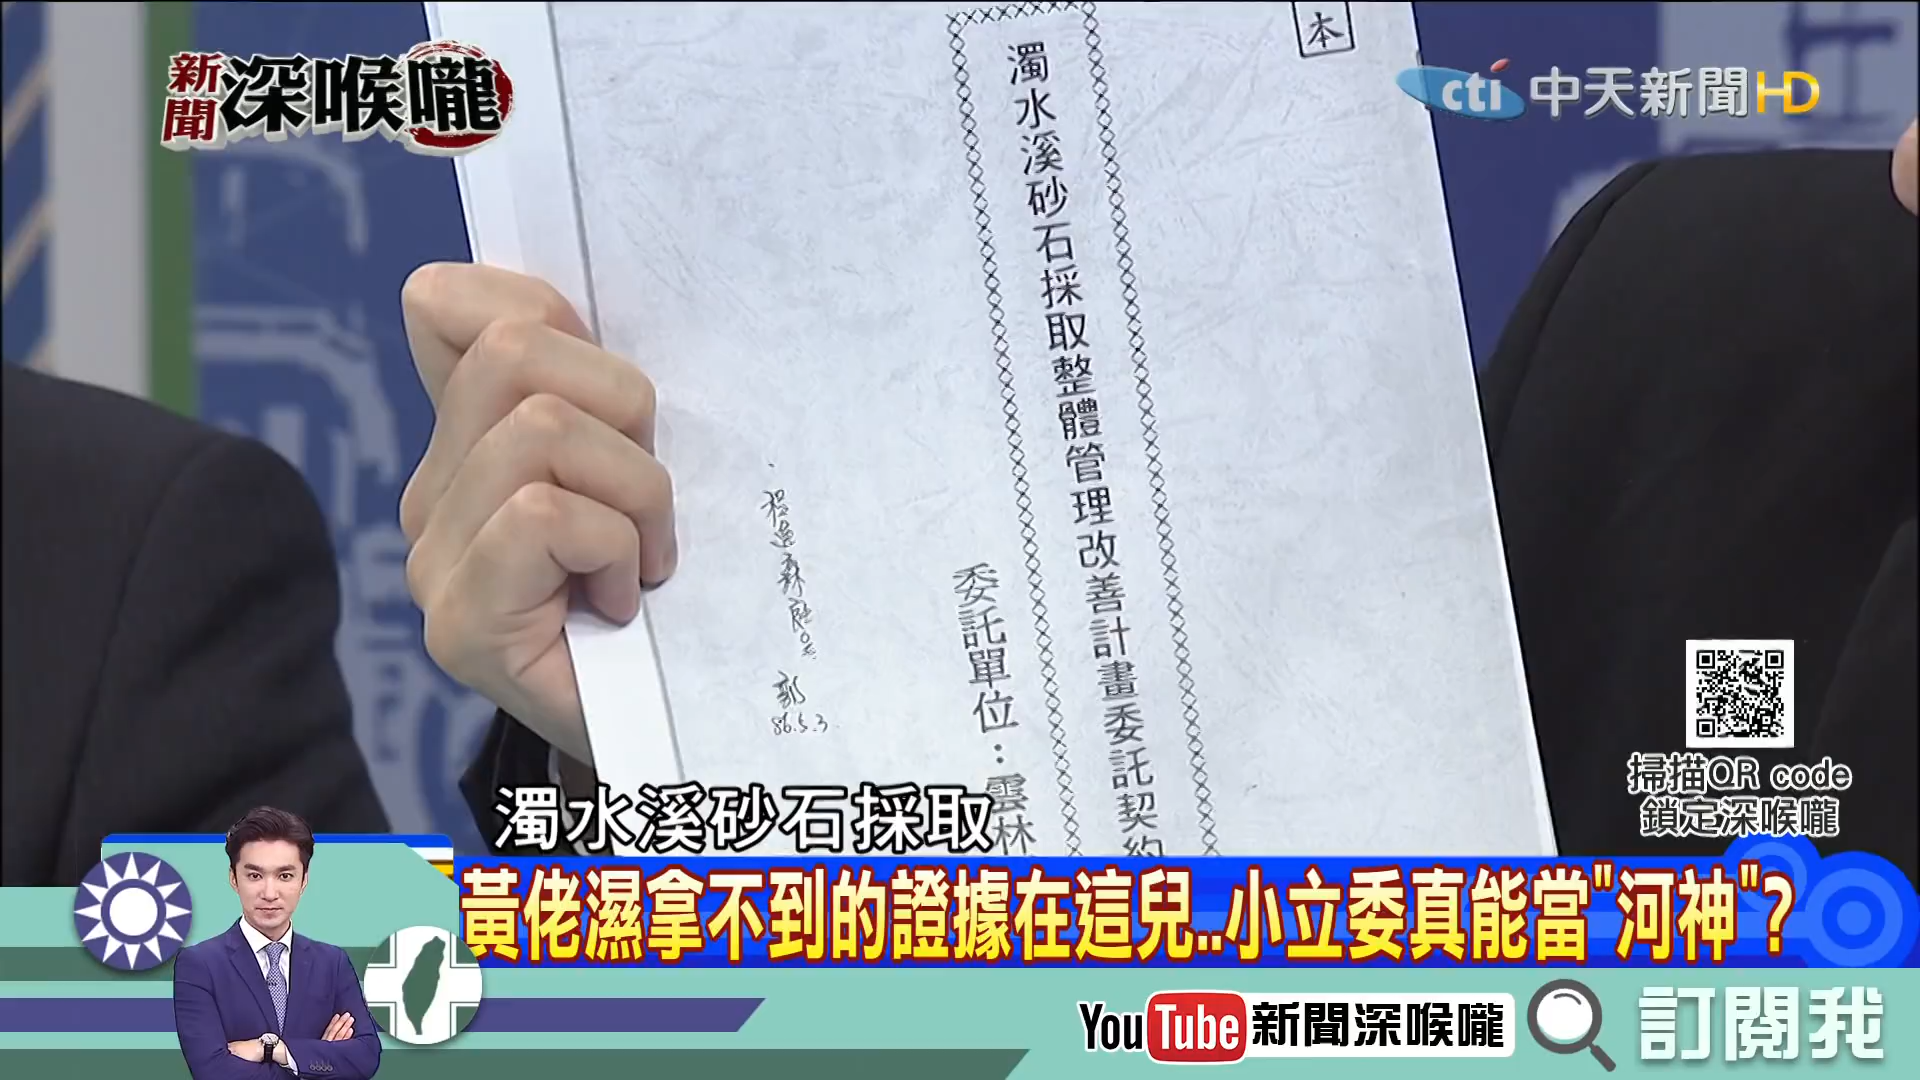 新聞深喉嚨
cti 中天新聞HD
本
濁水溪砂石採取整體管理改善計畫委託契約
委託單位：雲林
86.5.3.
掃描QR code
鎖定深喉嚨
濁水溪砂石採取
黃佬濕拿不到的證據在這兒..小立委真能當"河神"?
YouTube 新聞深喉嚨
訂閱我